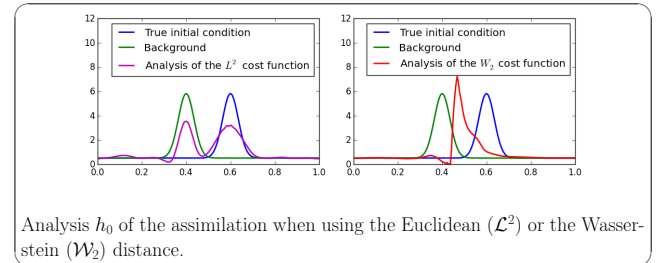 12
10
8
6
4
2
0
0.0 0.2 0.4 0.6 0.8 1.0
True initial condition
Background
Analysis of the L² cost function
12
10
8
6
4
2
0
0.0 0.2 0.4 0.6 0.8 1.0
True initial condition
Background
Analysis of the W₂ cost function
Analysis h₀ of the assimilation when using the Euclidean (𝓛²) or the Wasser-
stein (𝓦₂) distance.